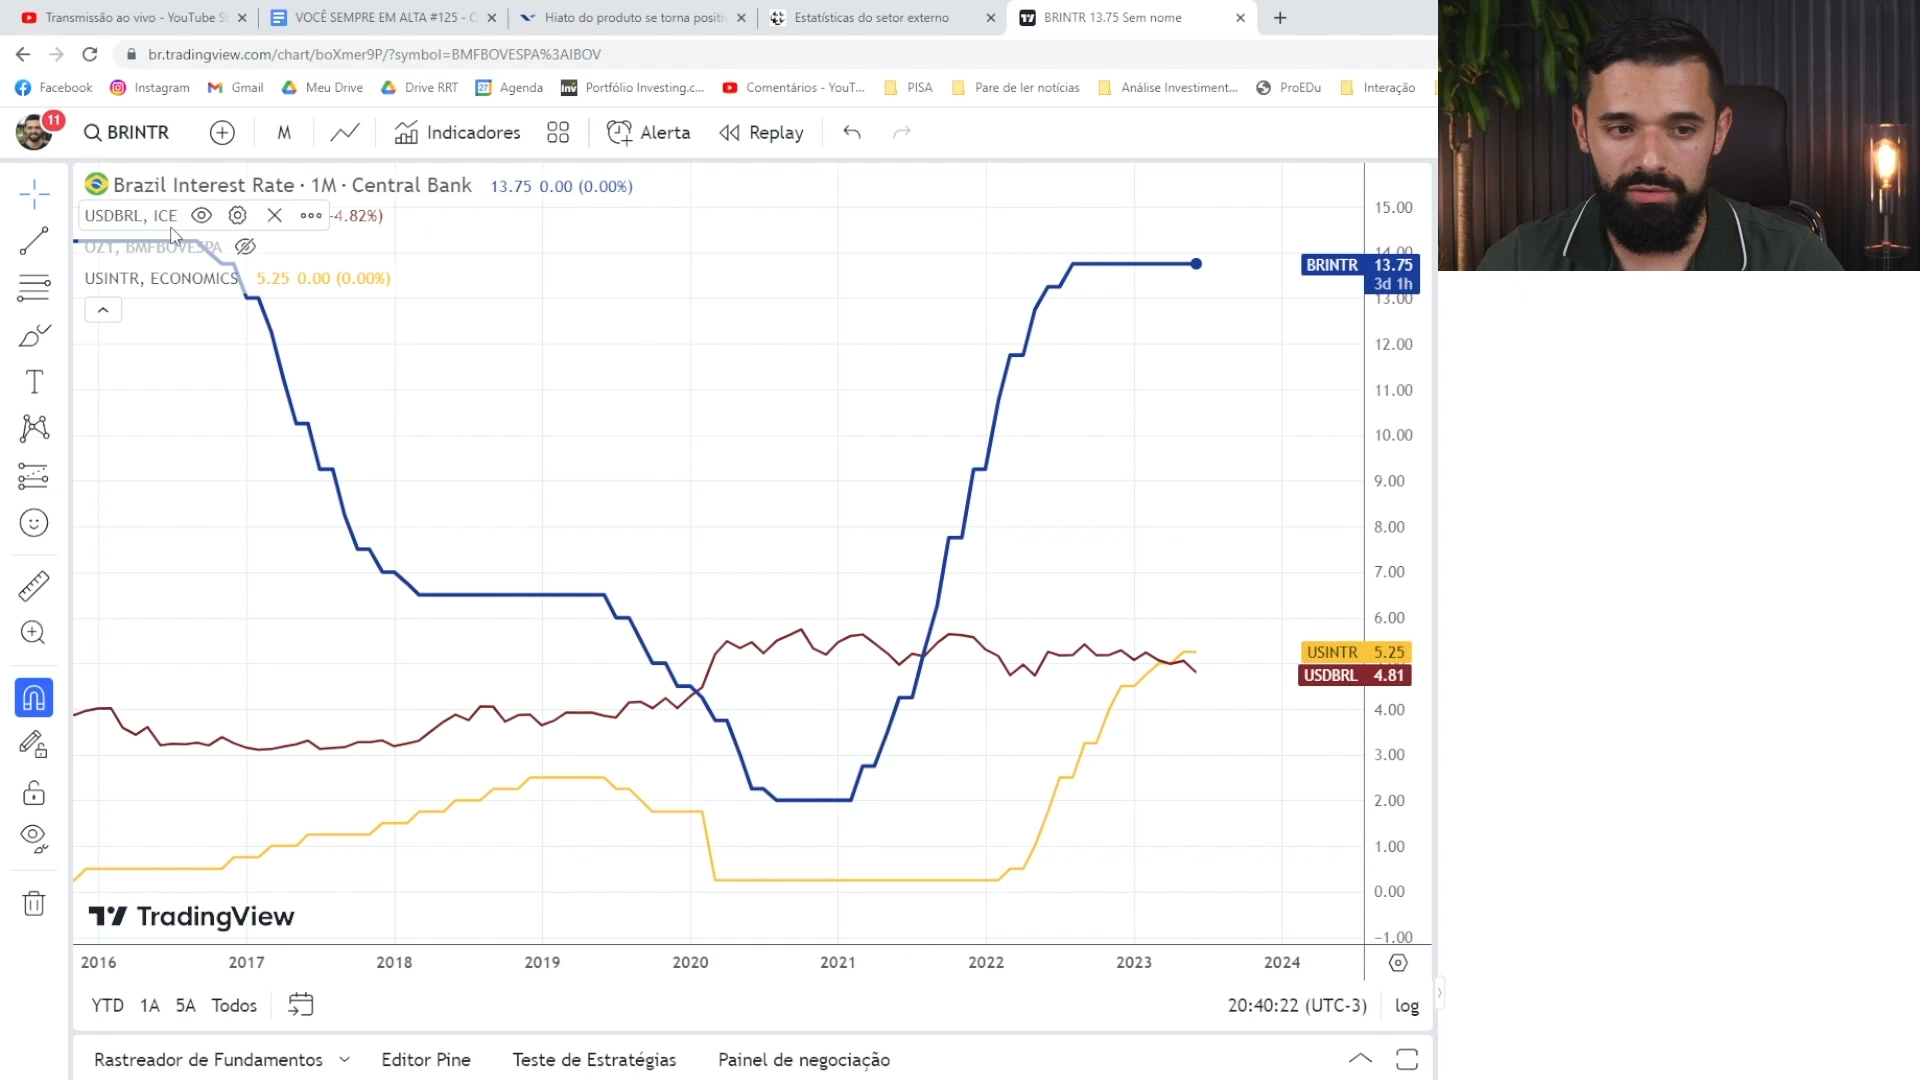 Transmissão ao vivo - YouTube St
VOCÊ SEMPRE EM ALTA #125 - O
Hiato do produto se torna positi
Estatísticas do setor externo
BRINTR 13.75 Sem nome
br.tradingview.com/chart/boXmer9P/?symbol=BMFBOVESPA%3AIBOV
Facebook
Instagram
Gmail
Meu Drive
Drive RRT
27
Agenda
Inv
Portfólio Investing.c...
Comentários - YouT...
PISA
Pare de ler notícias
Análise Investiment...
ProEDu
Interação
11
BRINTR
M
Indicadores
Alerta
Replay
Brazil Interest Rate · 1M · Central Bank 13.75 0.00 (0.00%)
USDBRL, ICE -4.82%)
OZ1, BMFBOVESPA
USINTR, ECONOMICS 5.25 0.00 (0.00%)
15.00
14.00
BRINTR 13.75
3d 1h
13.00
12.00
11.00
10.00
9.00
8.00
7.00
6.00
USINTR 5.25
USDBRL 4.81
4.00
3.00
2.00
1.00
0.00
−1.00
TradingView
2016 2017 2018 2019 2020 2021 2022 2023 2024
YTD 1A 5A Todos
20:40:22 (UTC-3) log
Rastreador de Fundamentos Editor Pine Teste de Estratégias Painel de negociação